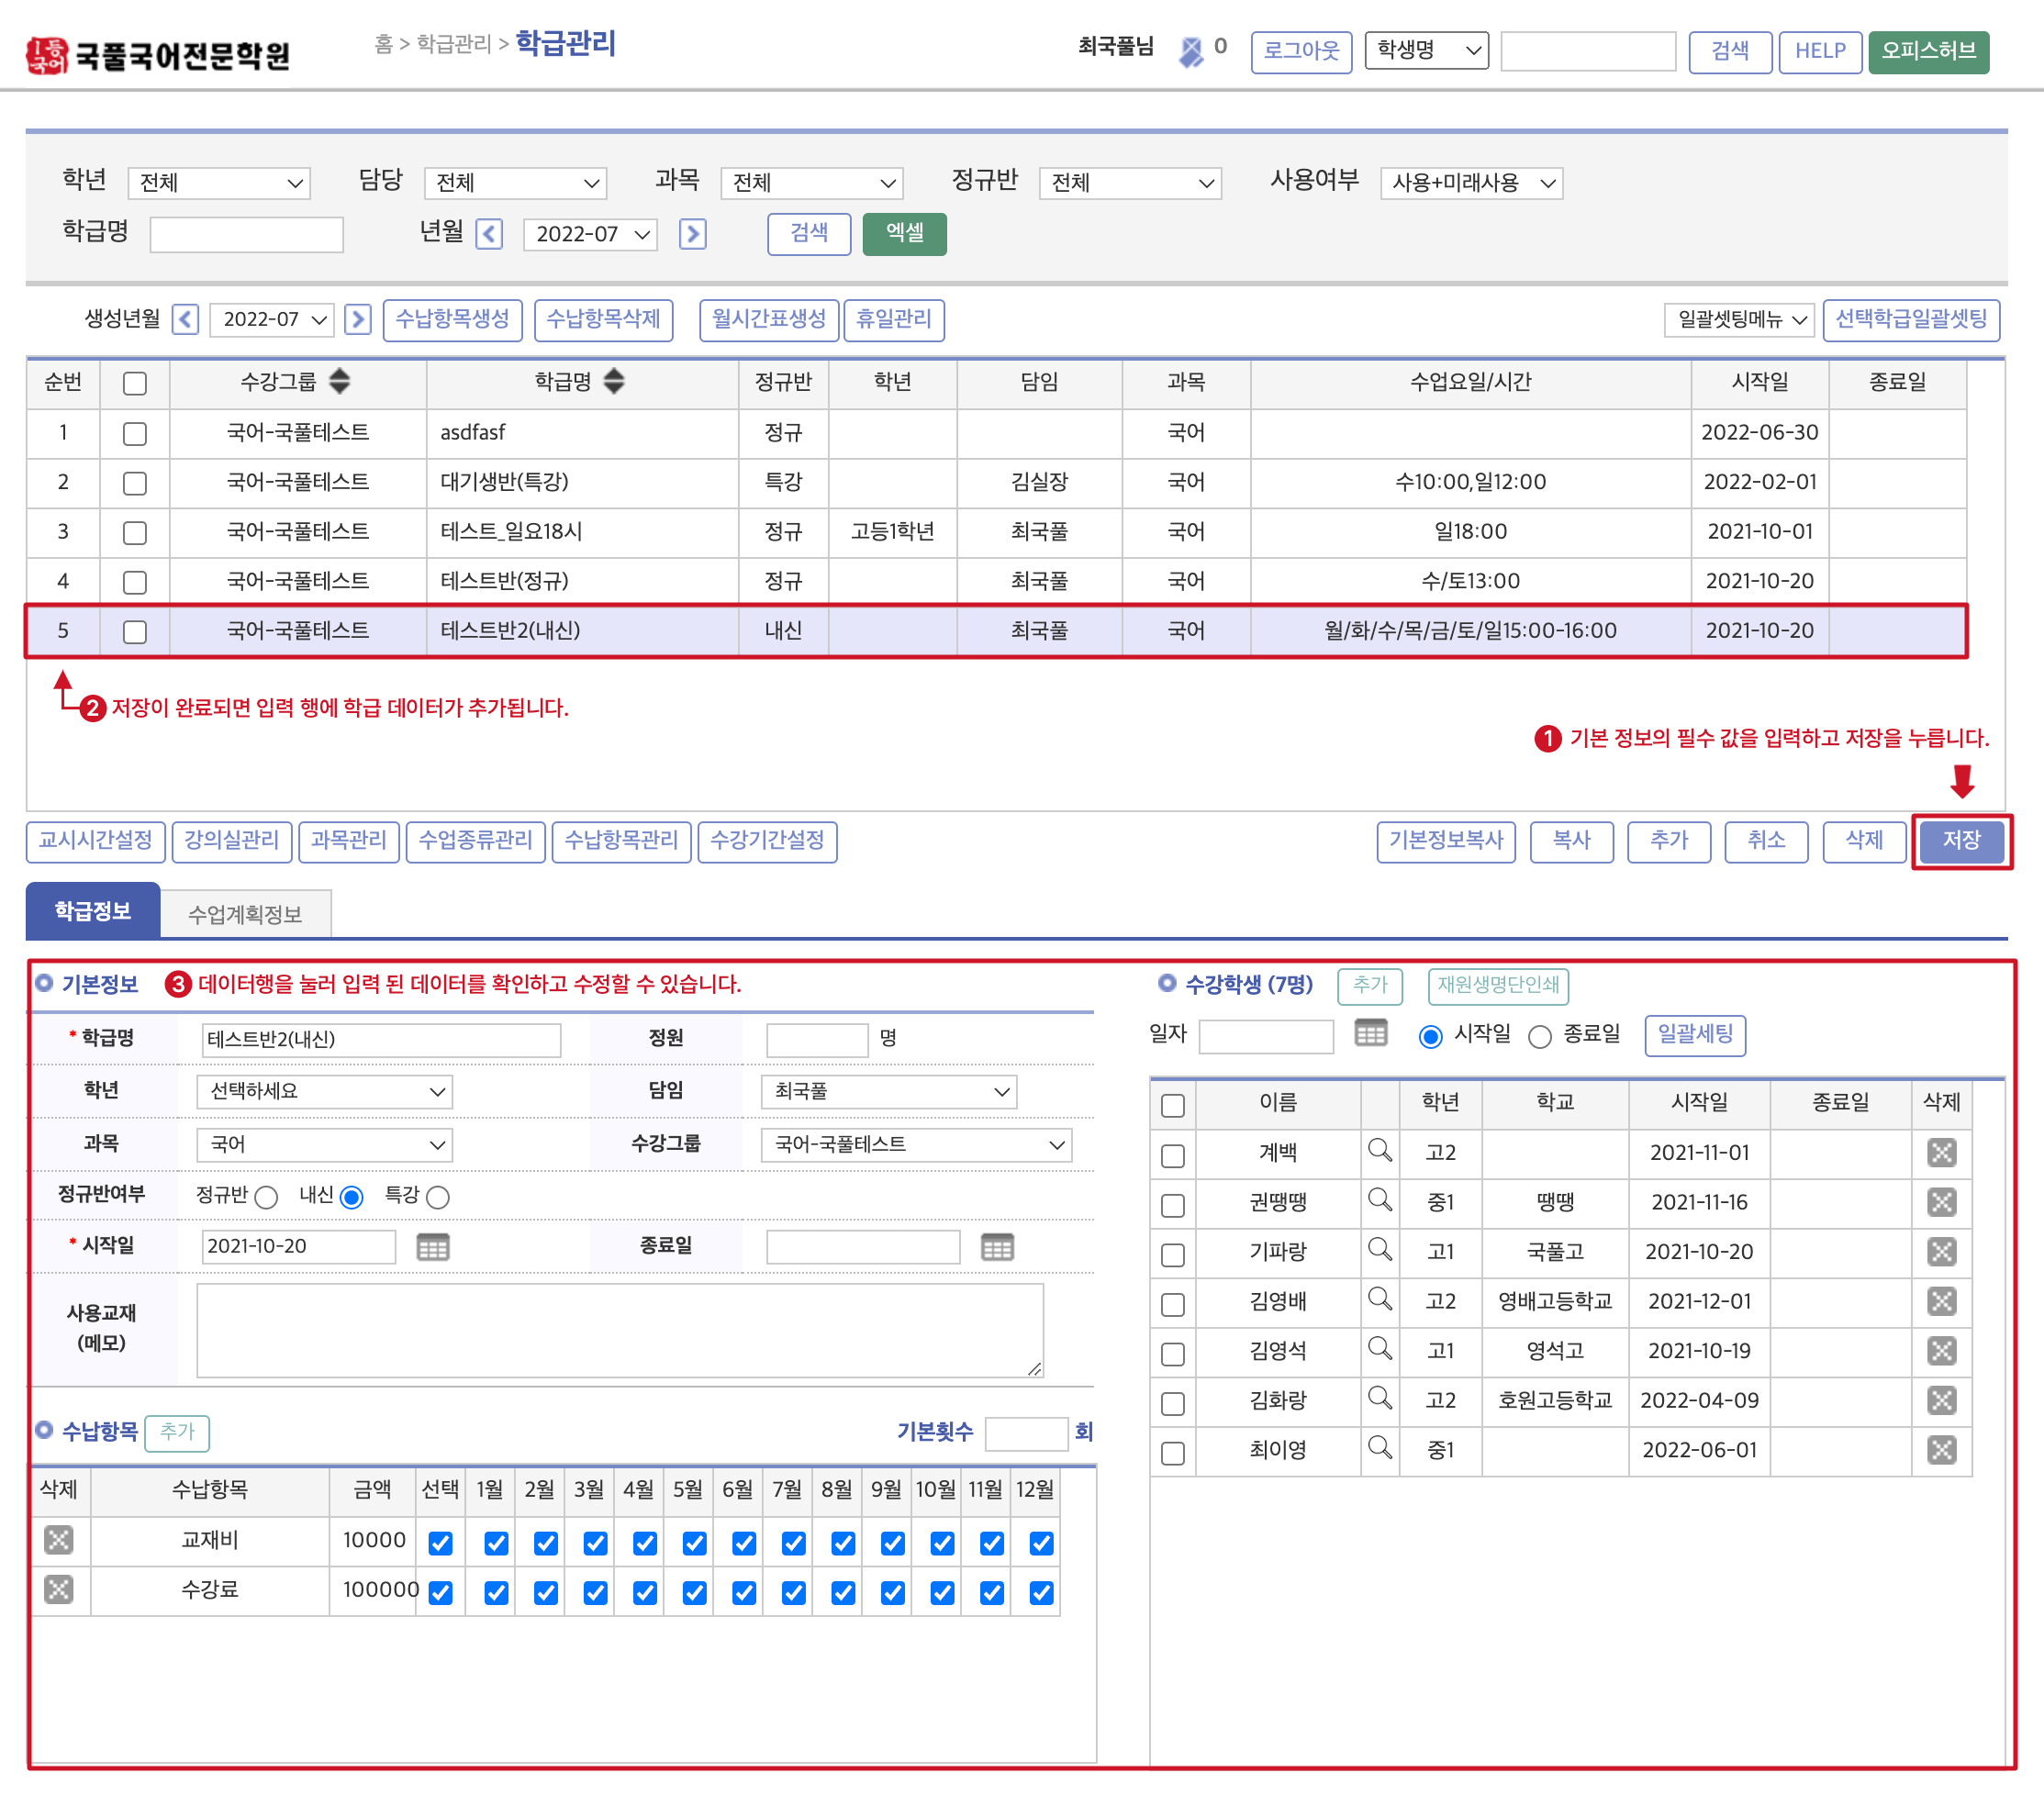 1등국어 국풀국어전문학원
홈 > 학급관리 > 학급관리
최국풀님 0 로그아웃 학생명 검색 HELP 오피스허브
학년 전체 담당 전체 과목 전체 정규반 전체 사용여부 사용+미래사용
학급명 년월 2022-07 검색 엑셀
생성년월 2022-07 수납항목생성 수납항목삭제 월시간표생성 휴일관리 일괄셋팅메뉴 선택학급일괄셋팅
순번 수강그룹 학급명 정규반 학년 담임 과목 수업요일/시간 시작일 종료일
1 국어-국풀테스트 asdfasf 정규 국어 2022-06-30
2 국어-국풀테스트 대기생반(특강) 특강 김실장 국어 수10:00,일12:00 2022-02-01
3 국어-국풀테스트 테스트_일요18시 정규 고등1학년 최국풀 국어 일18:00 2021-10-01
4 국어-국풀테스트 테스트반(정규) 정규 최국풀 국어 수/토13:00 2021-10-20
5 국어-국풀테스트 테스트반2(내신) 내신 최국풀 국어 월/화/수/목/금/토/일15:00-16:00 2021-10-20
2 저장이 완료되면 입력 행에 학급 데이터가 추가됩니다.
1 기본 정보의 필수 값을 입력하고 저장을 누릅니다.
교시시간설정 강의실관리 과목관리 수업종류관리 수납항목관리 수강기간설정 기본정보복사 복사 추가 취소 삭제 저장
학급정보 수업계획정보
기본정보 3 데이터행을 눌러 입력 된 데이터를 확인하고 수정할 수 있습니다.
* 학급명 테스트반2(내신) 정원 명
학년 선택하세요 담임 최국풀
과목 국어 수강그룹 국어-국풀테스트
정규반여부 정규반 내신 특강
* 시작일 2021-10-20 종료일
사용교재
(메모)
수납항목 추가 기본횟수 회
삭제 수납항목 금액 선택 1월 2월 3월 4월 5월 6월 7월 8월 9월 10월 11월 12월
교재비 10000
수강료 100000
수강학생 (7명) 추가 재원생명단인쇄
일자 시작일 종료일 일괄세팅
이름 학년 학교 시작일 종료일 삭제
계백 고2 2021-11-01
권땡땡 중1 땡땡 2021-11-16
기파랑 고1 국풀고 2021-10-20
김영배 고2 영배고등학교 2021-12-01
김영석 고1 영석고 2021-10-19
김화랑 고2 호원고등학교 2022-04-09
최이영 중1 2022-06-01